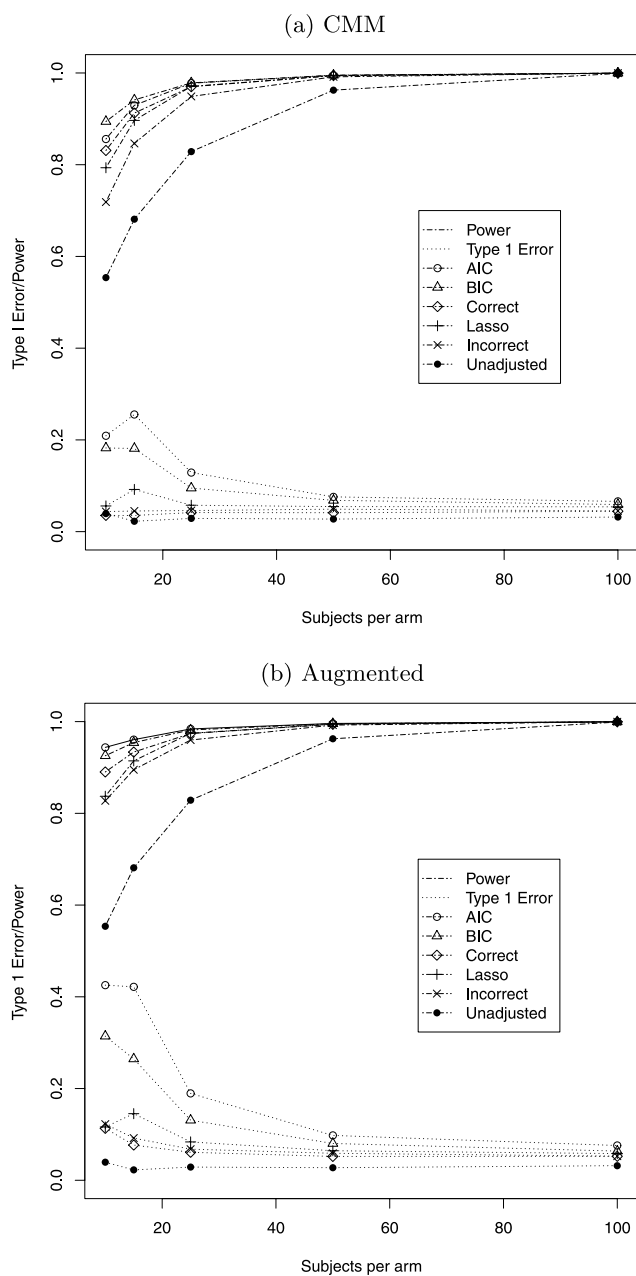 (a) CMM
Type I Error/Power
1.0
0.8
0.6
0.4
0.2
0.0
Power
Type 1 Error
AIC
BIC
Correct
Lasso
Incorrect
Unadjusted
20 40 60 80 100
Subjects per arm
(b) Augmented
Type 1 Error/Power
1.0
0.8
0.6
0.4
0.2
0.0
Power
Type 1 Error
AIC
BIC
Correct
Lasso
Incorrect
Unadjusted
20 40 60 80 100
Subjects per arm